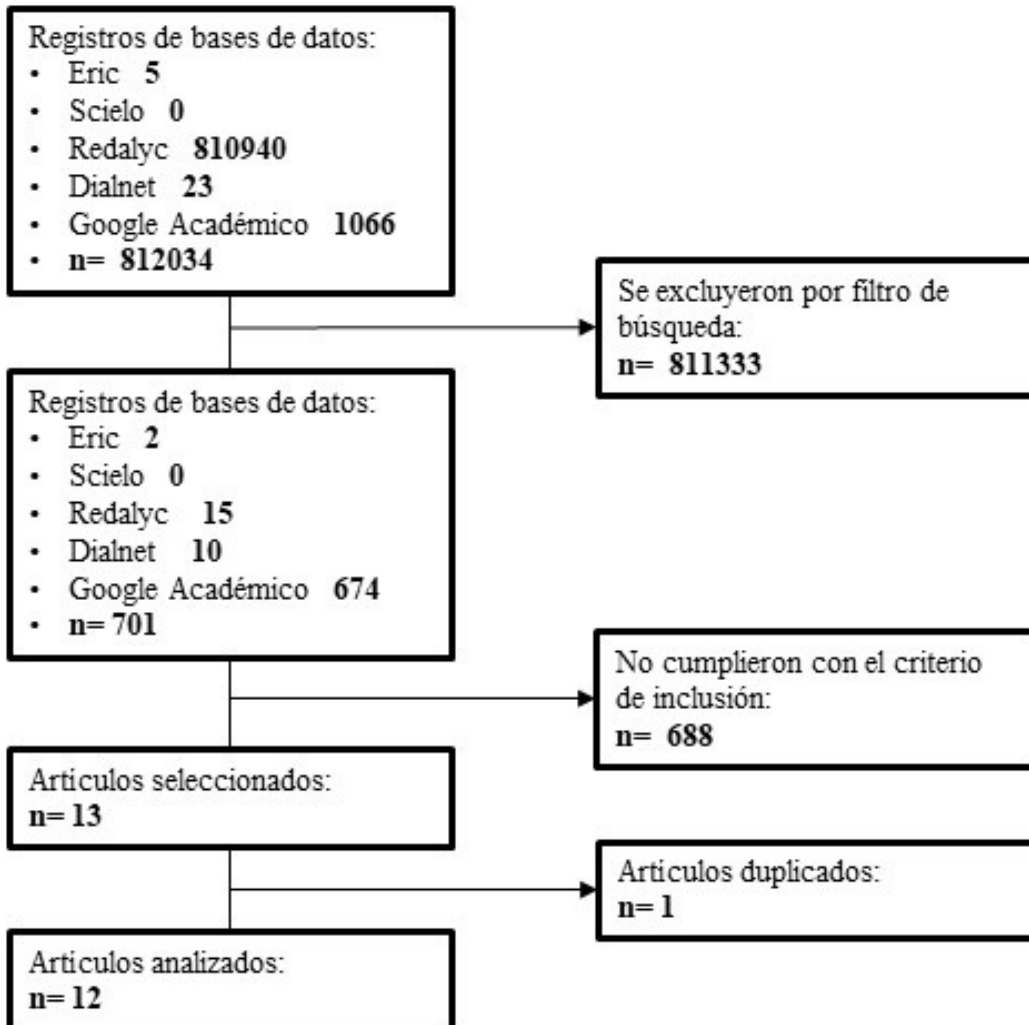 Registros de bases de datos:
• Eric 5
• Scielo 0
• Redalyc 810940
• Dialnet 23
• Google Académico 1066
• n= 812034
Se excluyeron por filtro de
búsqueda:
n= 811333
Registros de bases de datos:
• Eric 2
• Scielo 0
• Redalyc 15
• Dialnet 10
• Google Académico 674
• n= 701
No cumplieron con el criterio
de inclusión:
n= 688
Articulos seleccionados:
n= 13
Articulos duplicados:
n= 1
Articulos analizados:
n= 12